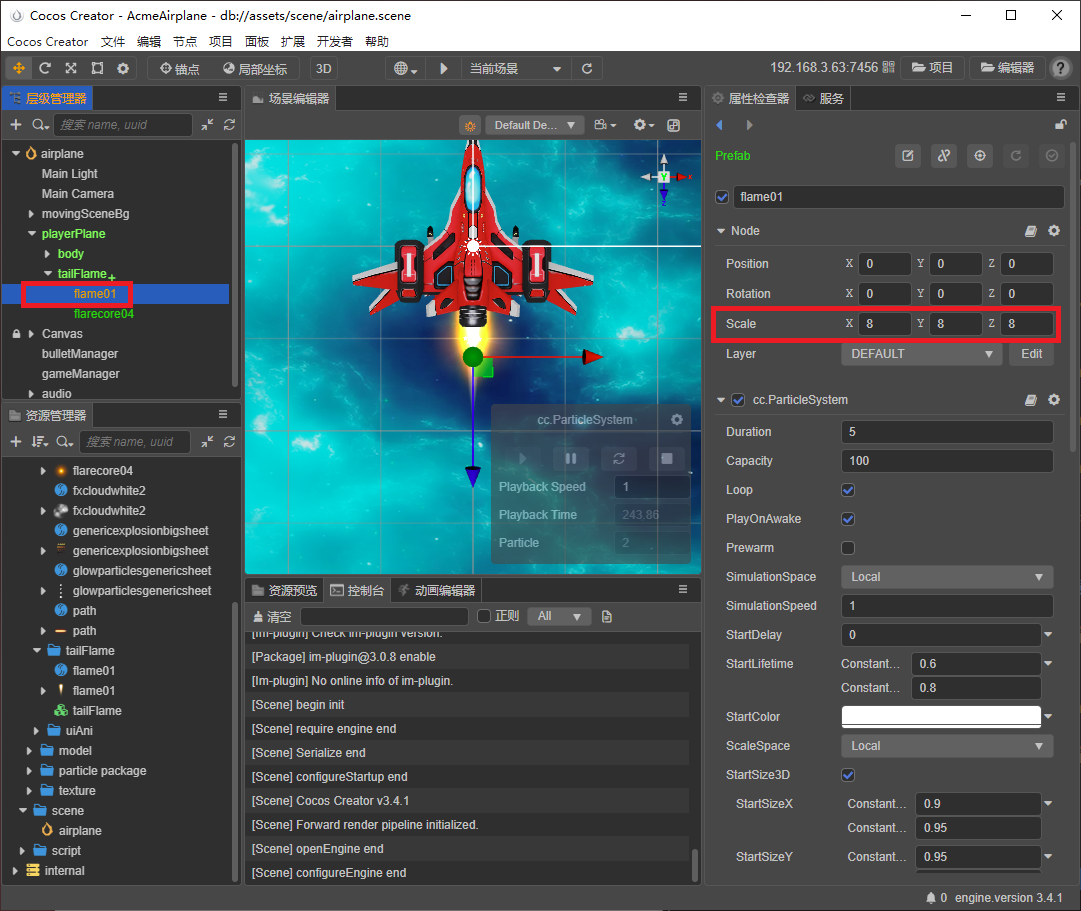 Cocos Creator - AcmeAirplane - db://assets/scene/airplane.scene
Cocos Creator 文件 编辑 节点 项目 面板 扩展 开发者 帮助
锚点 局部坐标 3D 当前场景 192.168.3.63:7456 项目 编辑器 ?
层级管理器
搜索 name, uuid
airplane
Main Light
Main Camera
movingSceneBg
playerPlane
body
tailFlame
flame01
flarecore04
Canvas
bulletManager
gameManager
audio
资源管理器
搜索 name, uuid
flarecore04
fxcloudwhite2
fxcloudwhite2
genericexplosionbigsheet
genericexplosionbigsheet
glowparticlesgenericsheet
glowparticlesgenericsheet
path
path
tailFlame
flame01
flame01
tailFlame
uiAni
model
particle package
texture
scene
airplane
script
internal
场景编辑器
Default De...
Y
X
Z
cc.ParticleSystem
Playback Speed 1
Playback Time 243.86
Particle 2
资源预览 控制台 动画编辑器
清空 正则 All
[Im-plugin] Check im-plugin version.
[Package] im-plugin@3.0.8 enable
[Im-plugin] No online info of im-plugin.
[Scene] begin init
[Scene] require engine end
[Scene] Serialize end
[Scene] configureStartup end
[Scene] Cocos Creator v3.4.1
[Scene] Forward render pipeline initialized.
[Scene] openEngine end
[Scene] configureEngine end
属性检查器 服务
Prefab
flame01
Node
Position X 0 Y 0 Z 0
Rotation X 0 Y 0 Z 0
Scale X 8 Y 8 Z 8
Layer DEFAULT Edit
cc.ParticleSystem
Duration 5
Capacity 100
Loop
PlayOnAwake
Prewarm
SimulationSpace Local
SimulationSpeed 1
StartDelay 0
StartLifetime Constant... 0.6
Constant... 0.8
StartColor
ScaleSpace Local
StartSize3D
StartSizeX Constant... 0.9
Constant... 0.95
StartSizeY Constant... 0.95
0 engine.version 3.4.1